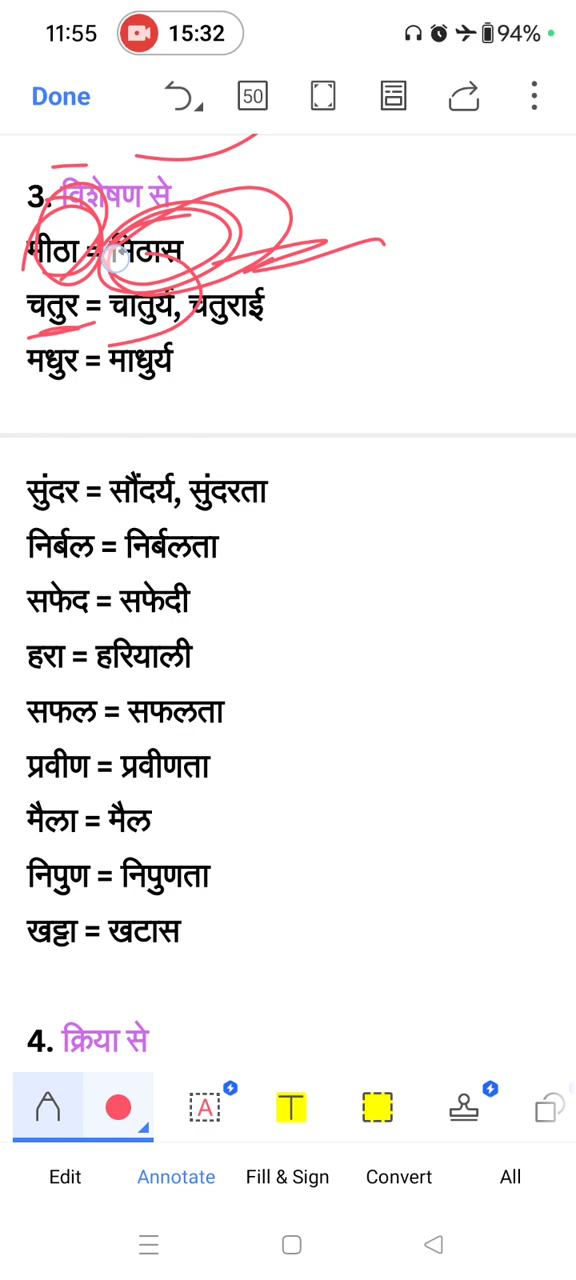 11:55 15:32 94%
Done 50
3. विशेषण से
मीठा = मिठास
चतुर = चातुर्य, चतुराई
मधुर = माधुर्य
सुंदर = सौंदर्य, सुंदरता
निर्बल = निर्बलता
सफेद = सफेदी
हरा = हरियाली
सफल = सफलता
प्रवीण = प्रवीणता
मैला = मैल
निपुण = निपुणता
खट्टा = खटास
4. क्रिया से
A T
Edit Annotate Fill & Sign Convert All